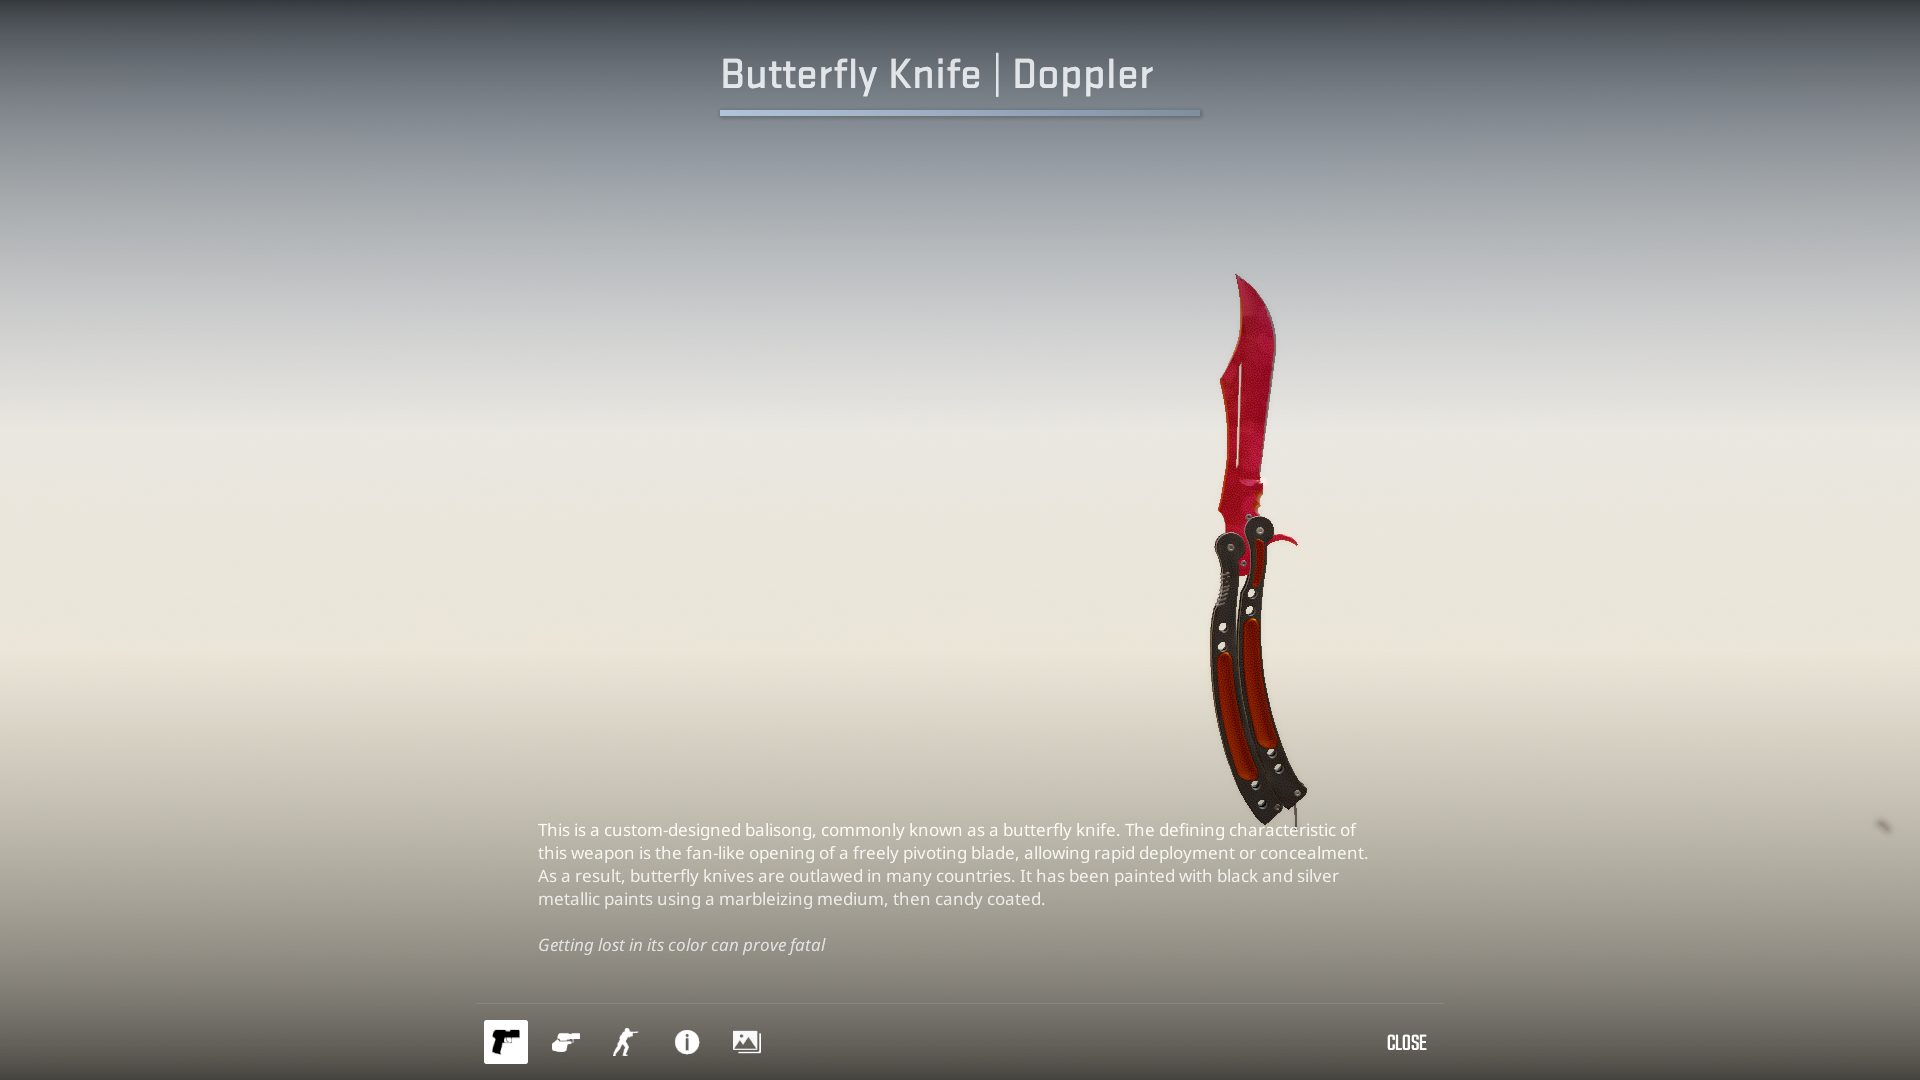 Butterfly Knife | Doppler
This is a custom-designed balisong, commonly known as a butterfly knife. The defining characteristic of
this weapon is the fan-like opening of a freely pivoting blade, allowing rapid deployment or concealment.
As a result, butterfly knives are outlawed in many countries. It has been painted with black and silver
metallic paints using a marbleizing medium, then candy coated.
Getting lost in its color can prove fatal
CLOSE